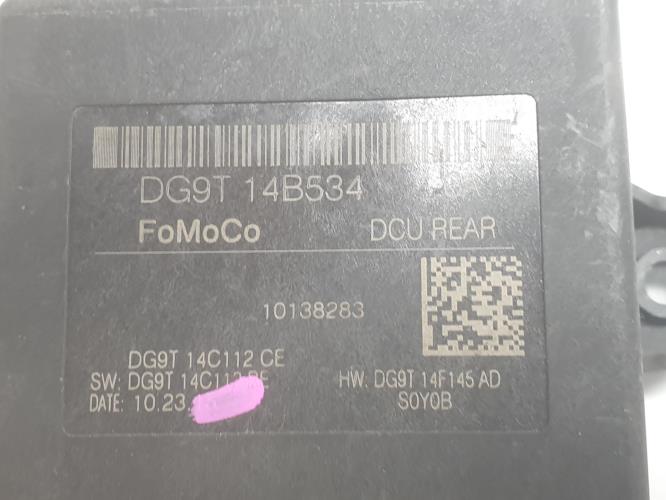 DG9T 14B534
FoMoCo DCU REAR
10138283
DG9T 14C112 CE
SW: DG9T 14C112 HW: DG9T 14F145 AD
DATE: 10.23. S0Y0B